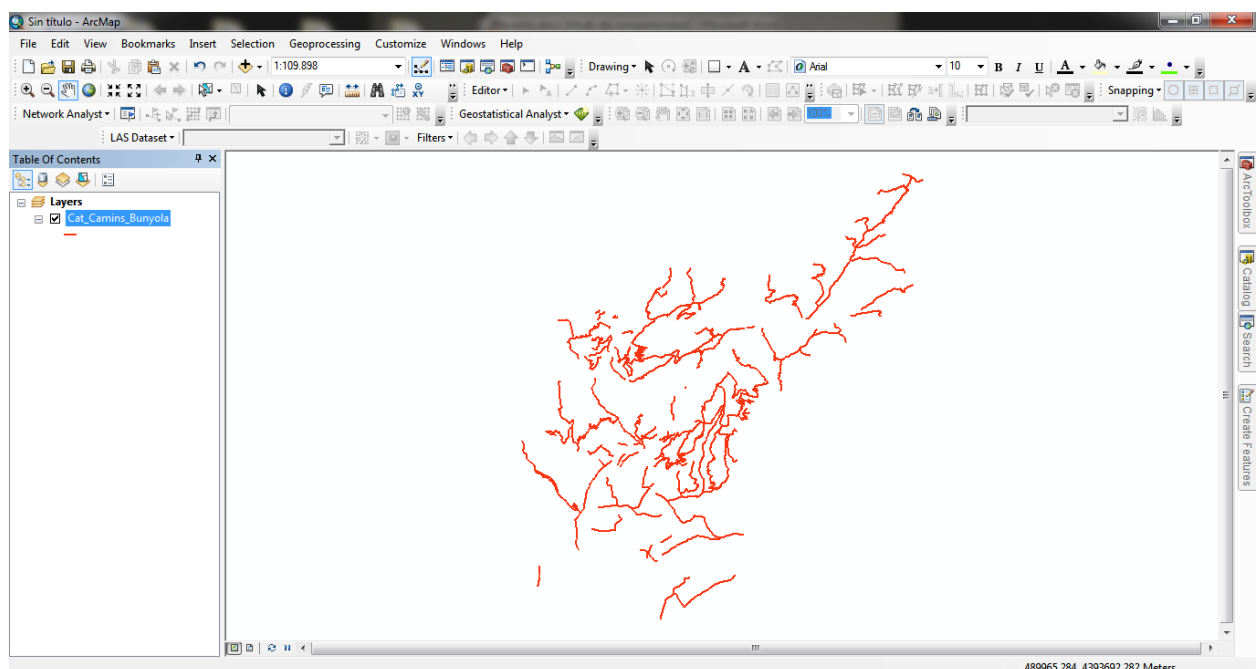 Sin título - ArcMap
File Edit View Bookmarks Insert Selection Geoprocessing Customize Windows Help
1:109.898 Drawing A Arial 10 B I U A
Editor Snapping
Network Analyst Geostatistical Analyst 100%
LAS Dataset Filters
Table Of Contents
Layers
Cat_Camins_Bunyola
ArcToolbox
Catalog
Search
Create Features
489965,284 4393692,282 Meters